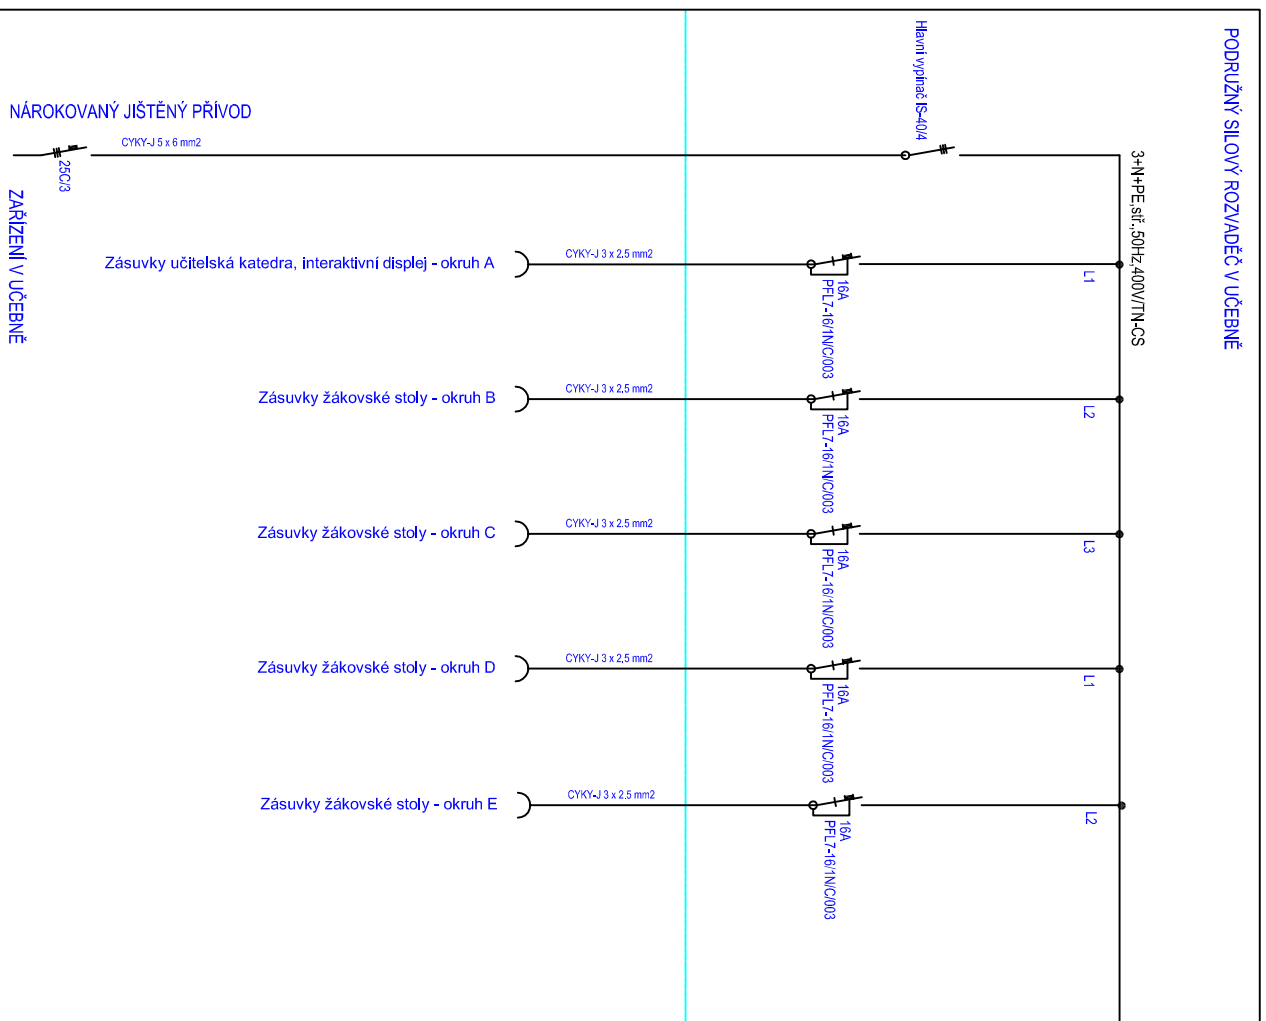 PODRUŽNÝ SILOVÝ ROZVADĚČ V UČEBNĚ
Hlavní vypínač IS-40/4
NÁROKOVANÝ JIŠTĚNÝ PŘÍVOD
CYKY-J 5 x 6 mm2
25C/3
ZAŘÍZENÍ V UČEBNĚ
3+N+PE,stř.,50Hz,400V/TN-CS
Zásuvky učitelská katedra, interaktivní displej - okruh A
CYKY-J 3 x 2.5 mm2
16A
PFL7-16/1N/C/003
L1
Zásuvky žákovské stoly - okruh B
CYKY-J 3 x 2.5 mm2
16A
PFL7-16/1N/C/003
L2
Zásuvky žákovské stoly - okruh C
CYKY-J 3 x 2.5 mm2
16A
PFL7-16/1N/C/003
L3
Zásuvky žákovské stoly - okruh D
CYKY-J 3 x 2,5 mm2
16A
PFL7-16/1N/C/003
L1
Zásuvky žákovské stoly - okruh E
CYKY-J 3 x 2.5 mm2
16A
PFL7-16/1N/C/003
L2